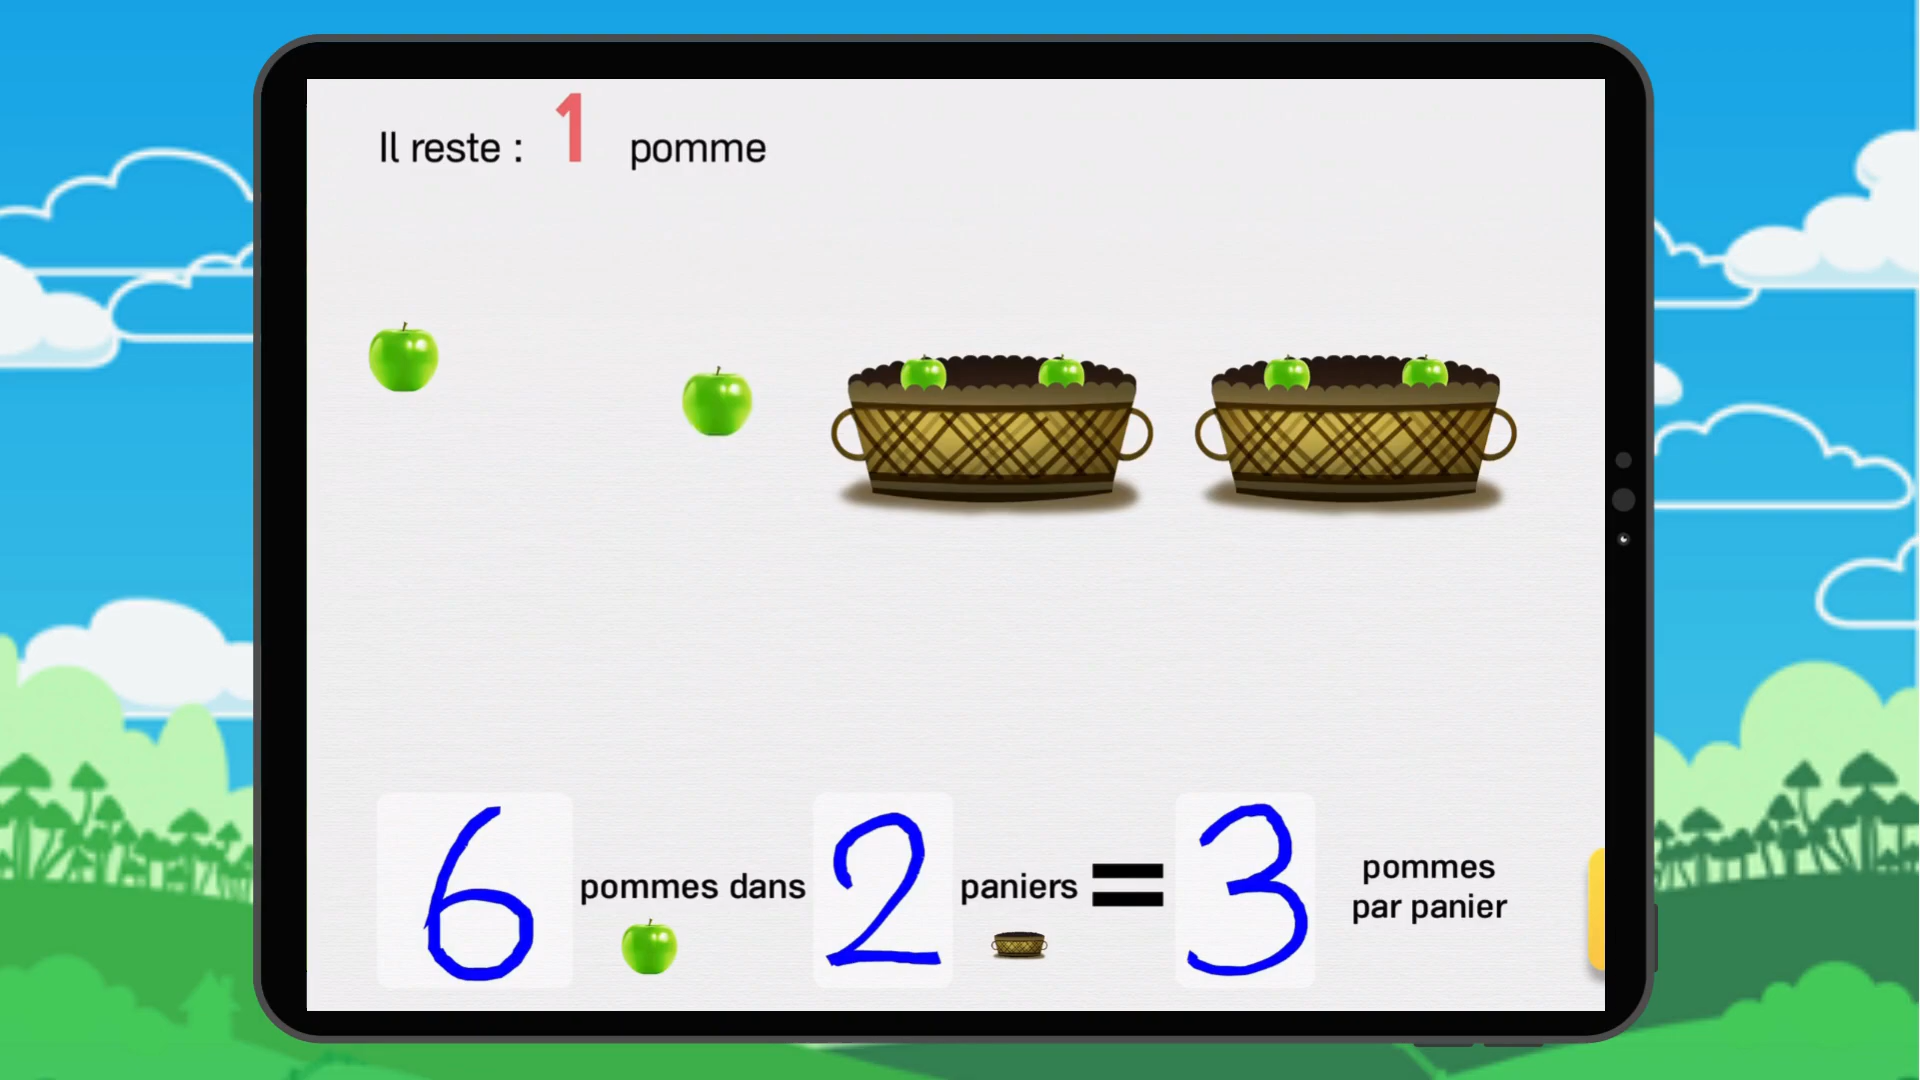 Il reste : 1 pomme
6 pommes dans 2 paniers = 3 pommes
par panier